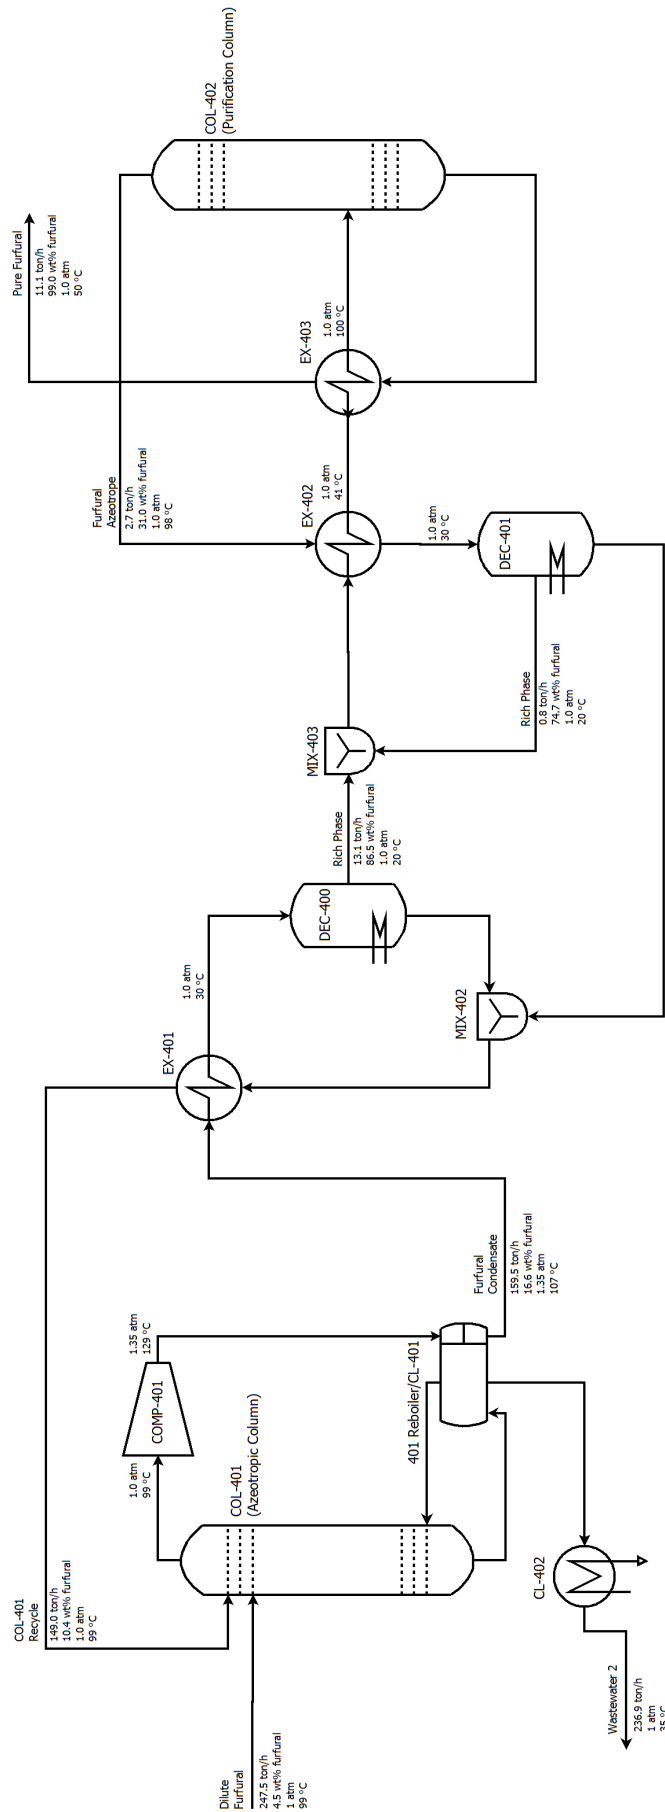 Dilute
Furfural
247.5 ton/h
4.5 wt% furfural
1 atm
99 °C
COL-401
Recycle
149.0 ton/h
10.4 wt% furfural
1.0 atm
99 °C
COL-401
(Azeotropic Column)
1.0 atm
99 °C
COMP-401
1.35 atm
129 °C
401 Reboiler/CL-401
CL-402
Wastewater 2
236.9 ton/h
1 atm
35 °C
Furfural
Condensate
159.5 ton/h
16.6 wt% furfural
1.35 atm
107 °C
EX-401
1.0 atm
30 °C
DEC-400
MIX-402
Rich Phase
13.1 ton/h
86.5 wt% furfural
1.0 atm
20 °C
MIX-403
Rich Phase
0.8 ton/h
74.7 wt% furfural
1.0 atm
20 °C
DEC-401
1.0 atm
30 °C
EX-402
1.0 atm
41 °C
Furfural
Azeotrope
2.7 ton/h
31.0 wt% furfural
1.0 atm
98 °C
EX-403
1.0 atm
100 °C
Pure Furfural
11.1 ton/h
99.0 wt% furfural
1.0 atm
50 °C
COL-402
(Purification Column)